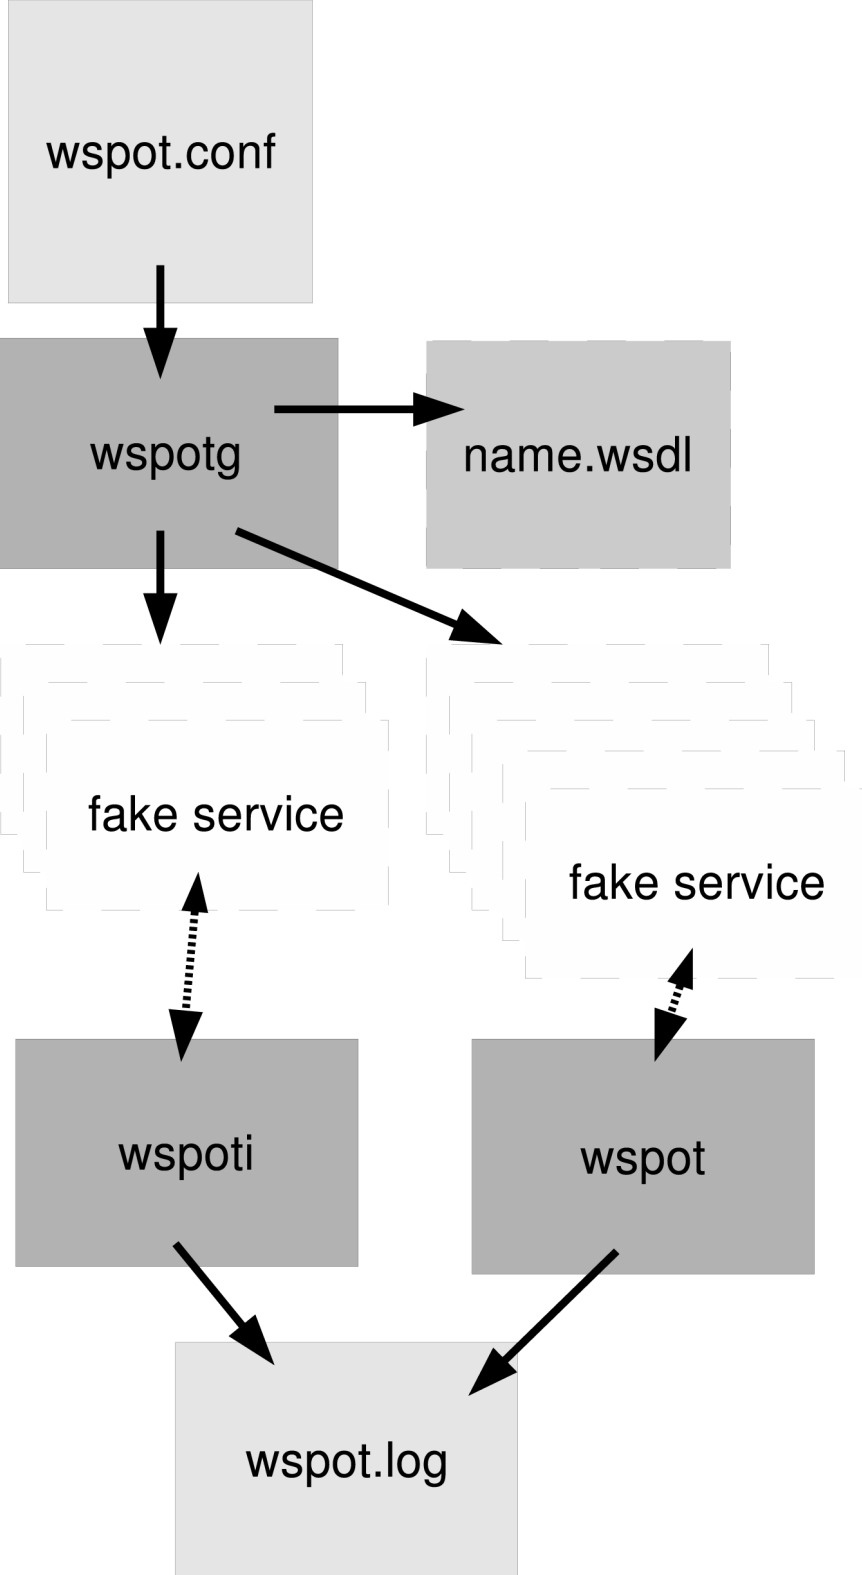 wspot.conf
wspotg
name.wsdl
fake service
fake service
wspoti
wspot
wspot.log